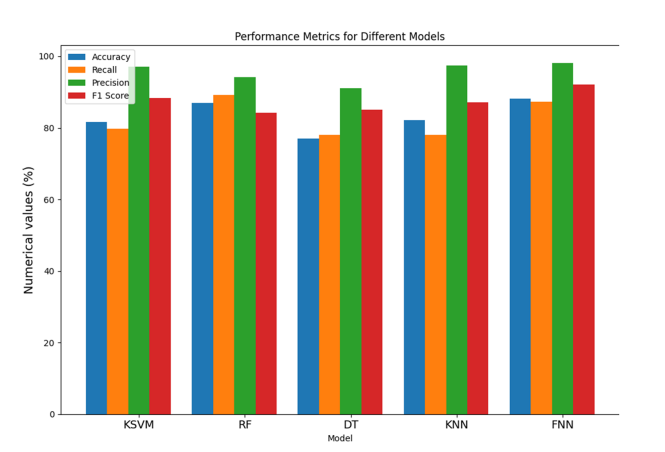 Performance Metrics for Different Models
100
80
60
40
20
0
Numerical values (%)
Accuracy
Recall
Precision
F1 Score
KSVM RF DT KNN FNN
Model